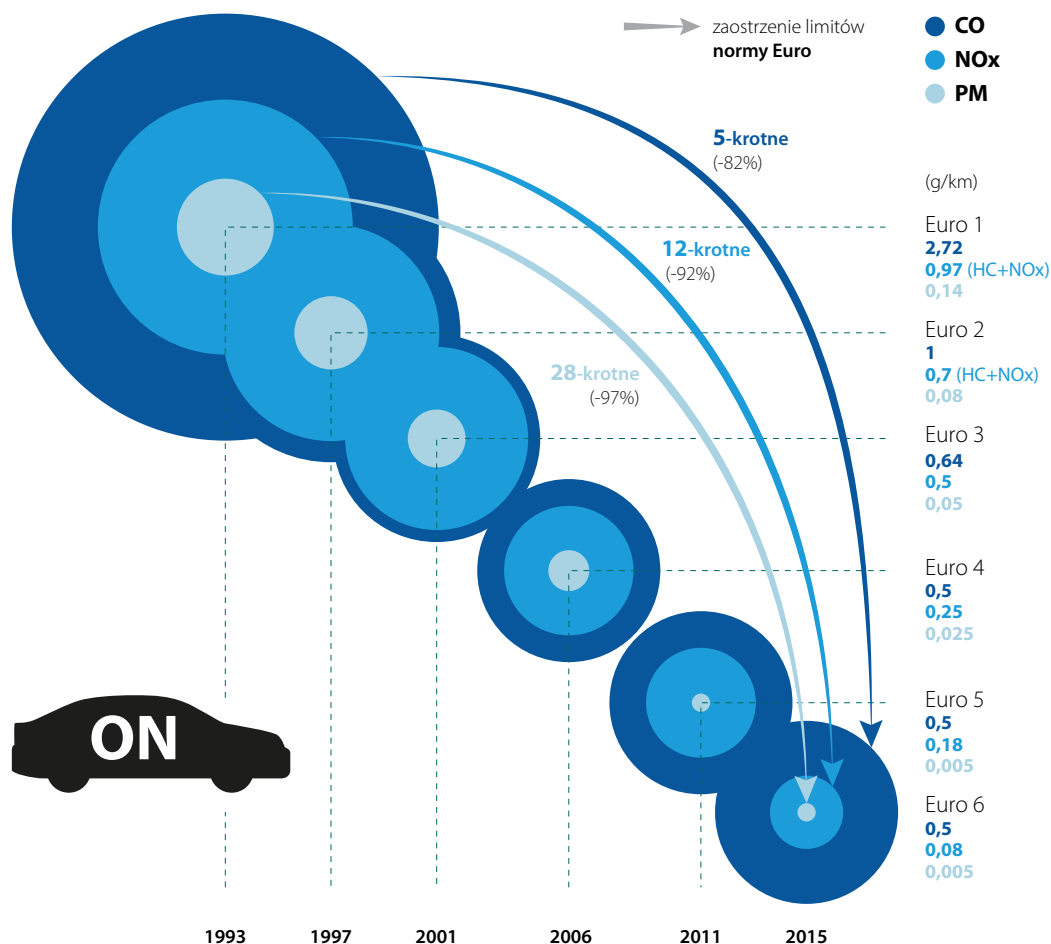 zaostrzenie limitów
normy Euro
CO
NOx
PM
5-krotne
(-82%)
12-krotne
(-92%)
28-krotne
(-97%)
(g/km)
Euro 1
2,72
0,97 (HC+NOx)
0,14
Euro 2
1
0,7 (HC+NOx)
0,08
Euro 3
0,64
0,5
0,05
Euro 4
0,5
0,25
0,025
Euro 5
0,5
0,18
0,005
Euro 6
0,5
0,08
0,005
ON
1993 1997 2001 2006 2011 2015